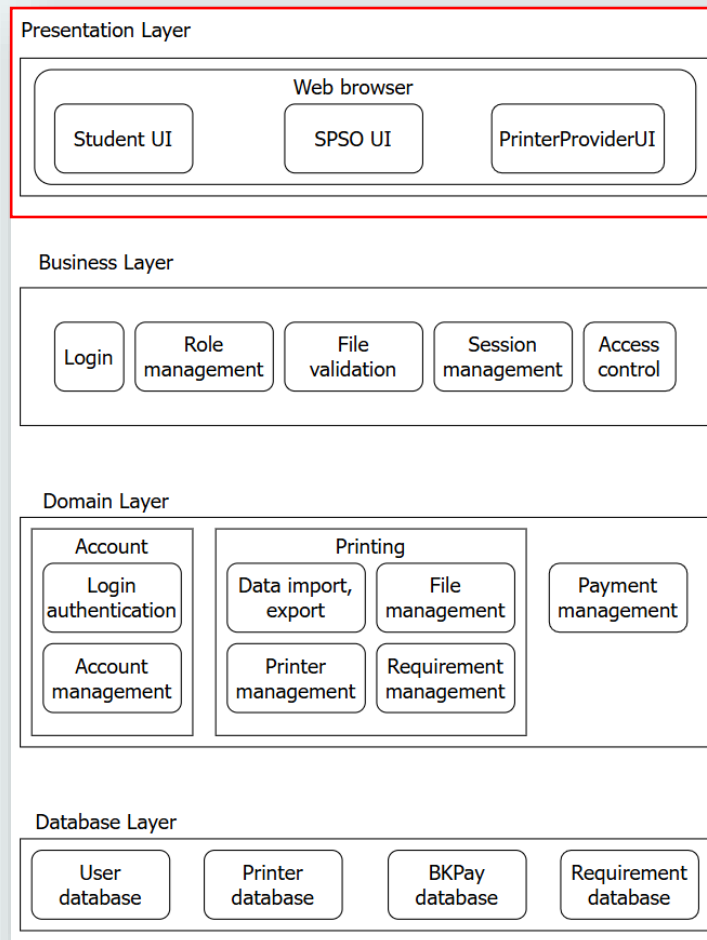 Presentation Layer
Web browser
Student UI
SPSO UI
PrinterProviderUI
Business Layer
Login
Role
management
File
validation
Session
management
Access
control
Domain Layer
Account
Login
authentication
Account
management
Printing
Data import,
export
File
management
Printer
management
Requirement
management
Payment
management
Database Layer
User
database
Printer
database
BKPay
database
Requirement
database